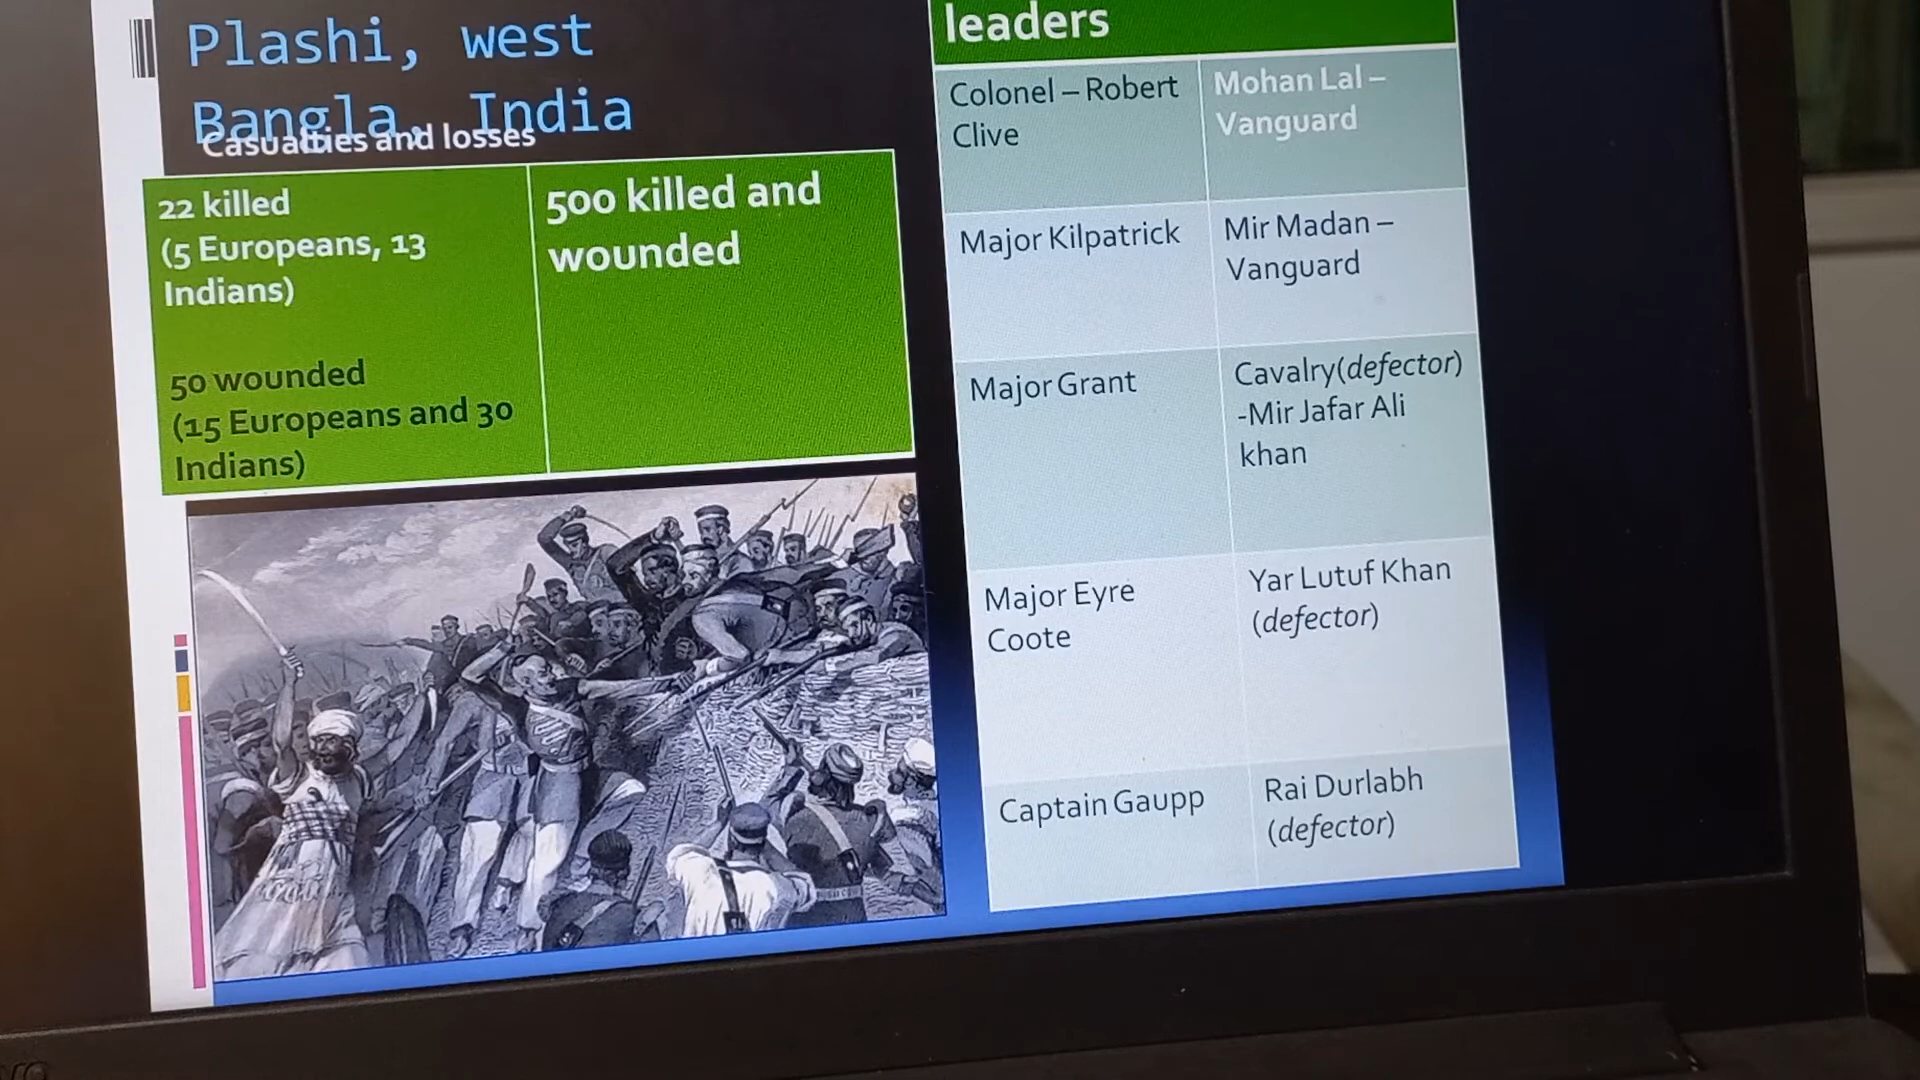 Plashi, west
Bangla, India
Casualties and losses
22 killed
(5 Europeans, 13
Indians)
50 wounded
(15 Europeans and 30
Indians)
500 killed and
wounded
leaders
Colonel – Robert
Clive
Mohan Lal –
Vanguard
Major Kilpatrick
Mir Madan –
Vanguard
Major Grant
Cavalry(defector)
-Mir Jafar Ali
khan
Major Eyre
Coote
Yar Lutuf Khan
(defector)
Captain Gaupp
Rai Durlabh
(defector)